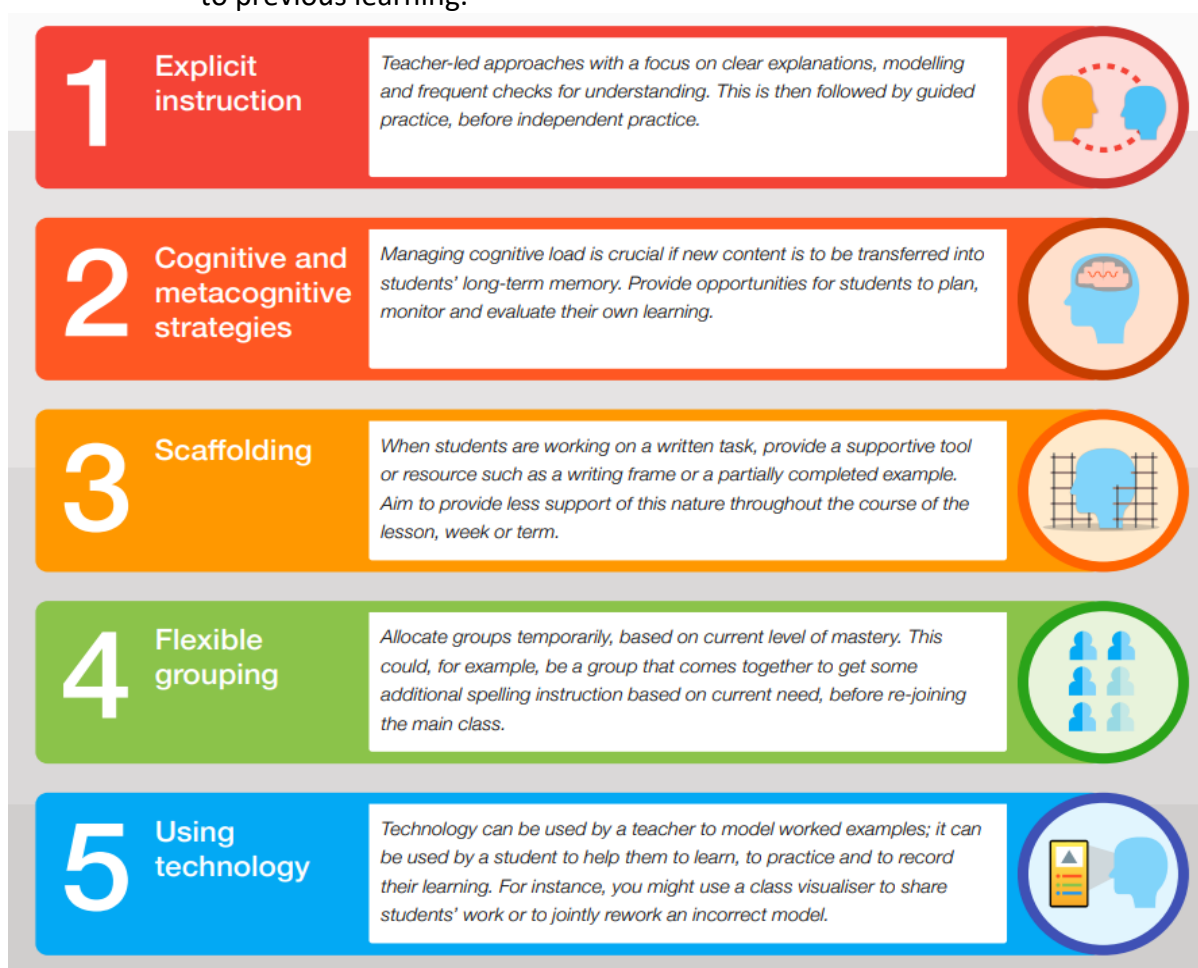 to previous learning.
1
Explicit
instruction
Teacher-led approaches with a focus on clear explanations, modelling
and frequent checks for understanding. This is then followed by guided
practice, before independent practice.
2
Cognitive and
metacognitive
strategies
Managing cognitive load is crucial if new content is to be transferred into
students' long-term memory. Provide opportunities for students to plan,
monitor and evaluate their own learning.
3
Scaffolding
When students are working on a written task, provide a supportive tool
or resource such as a writing frame or a partially completed example.
Aim to provide less support of this nature throughout the course of the
lesson, week or term.
4
Flexible
grouping
Allocate groups temporarily, based on current level of mastery. This
could, for example, be a group that comes together to get some
additional spelling instruction based on current need, before re-joining
the main class.
5
Using
technology
Technology can be used by a teacher to model worked examples; it can
be used by a student to help them to learn, to practice and to record
their learning. For instance, you might use a class visualiser to share
students' work or to jointly rework an incorrect model.